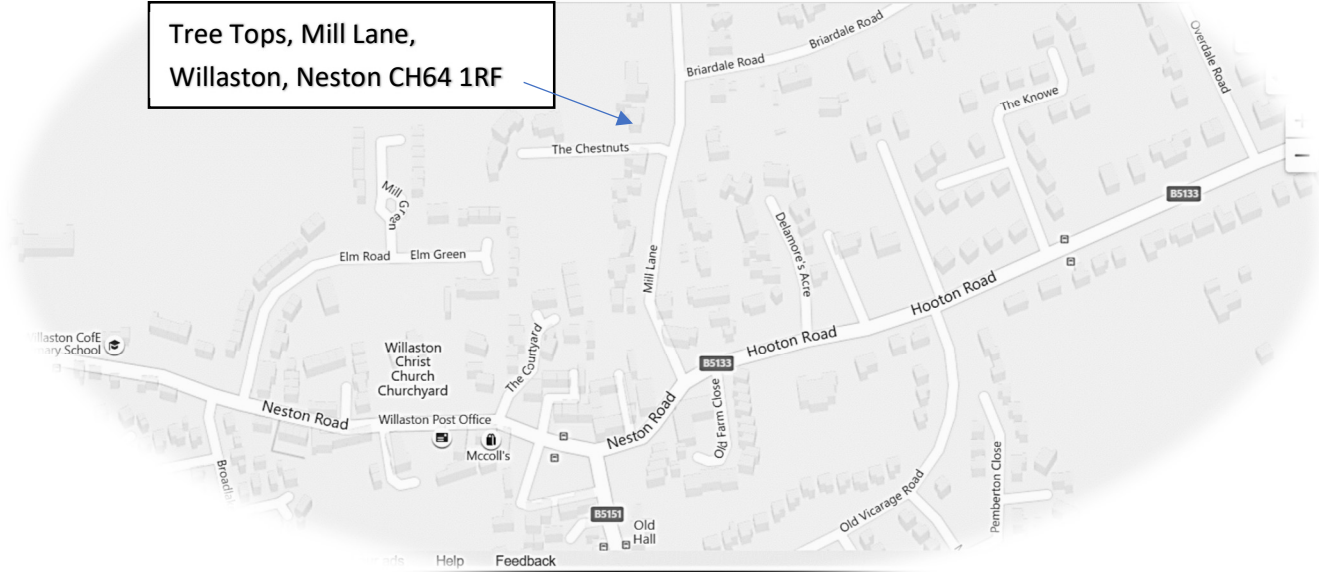 Tree Tops, Mill Lane,
Willaston, Neston CH64 1RF
Briardale Road
Briardale Road
Overdale Road
The Knowe
The Chestnuts
B5133
Mill Green
Delamore's Acre
Elm Road
Elm Green
Mill Lane
Hooton Road
Hooton Road
School
Willaston
Christ
Church
Churchyard
The Courtyard
B5133
Neston Road
Willaston Post Office
Neston Road
Old Farm Close
Mccoll's
Pemberton Close
Old Vicarage Road
B5151
Old
Hall
Help
Feedback